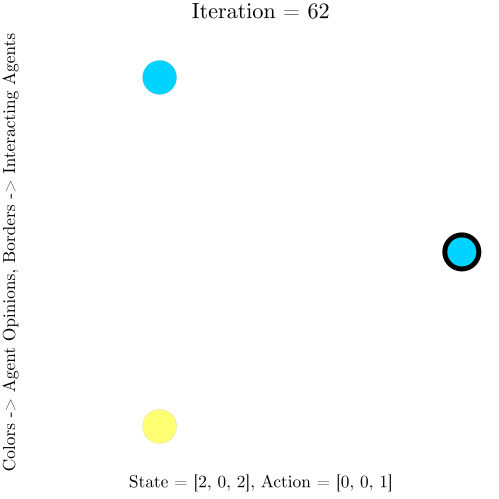 Iteration = 62
Colors -> Agent Opinions, Borders -> Interacting Agents
State = [2, 0, 2], Action = [0, 0, 1]